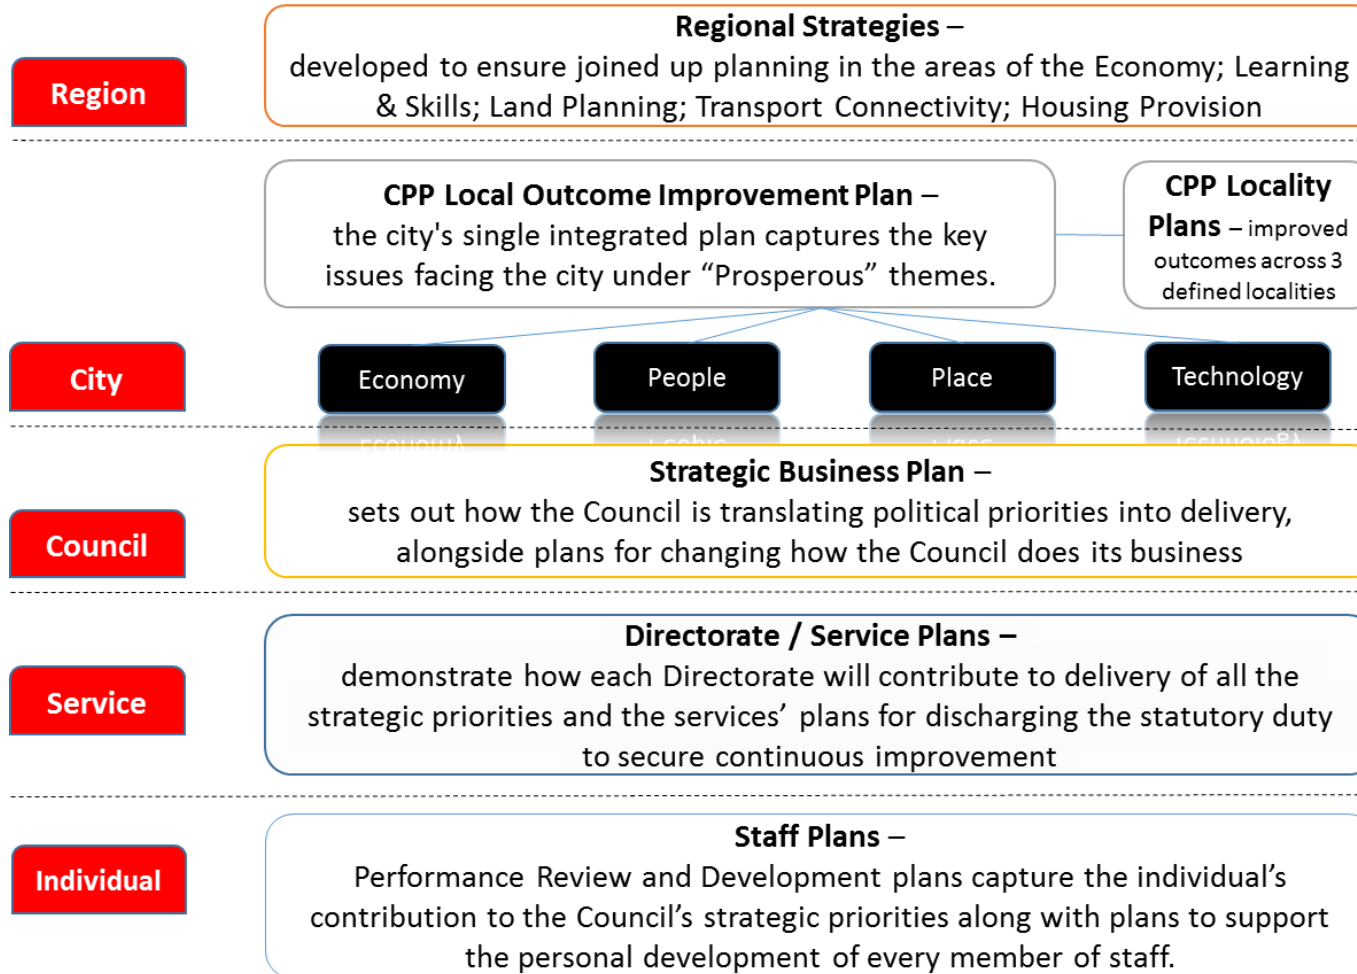 Regional Strategies –
developed to ensure joined up planning in the areas of the Economy; Learning
& Skills; Land Planning; Transport Connectivity; Housing Provision
Region
CPP Local Outcome Improvement Plan –
the city's single integrated plan captures the key
issues facing the city under “Prosperous” themes.
CPP Locality
Plans – improved
outcomes across 3
defined localities
City
Economy
People
Place
Technology
Strategic Business Plan –
sets out how the Council is translating political priorities into delivery,
alongside plans for changing how the Council does its business
Council
Directorate / Service Plans –
demonstrate how each Directorate will contribute to delivery of all the
strategic priorities and the services’ plans for discharging the statutory duty
to secure continuous improvement
Service
Staff Plans –
Performance Review and Development plans capture the individual’s
contribution to the Council’s strategic priorities along with plans to support
the personal development of every member of staff.
Individual